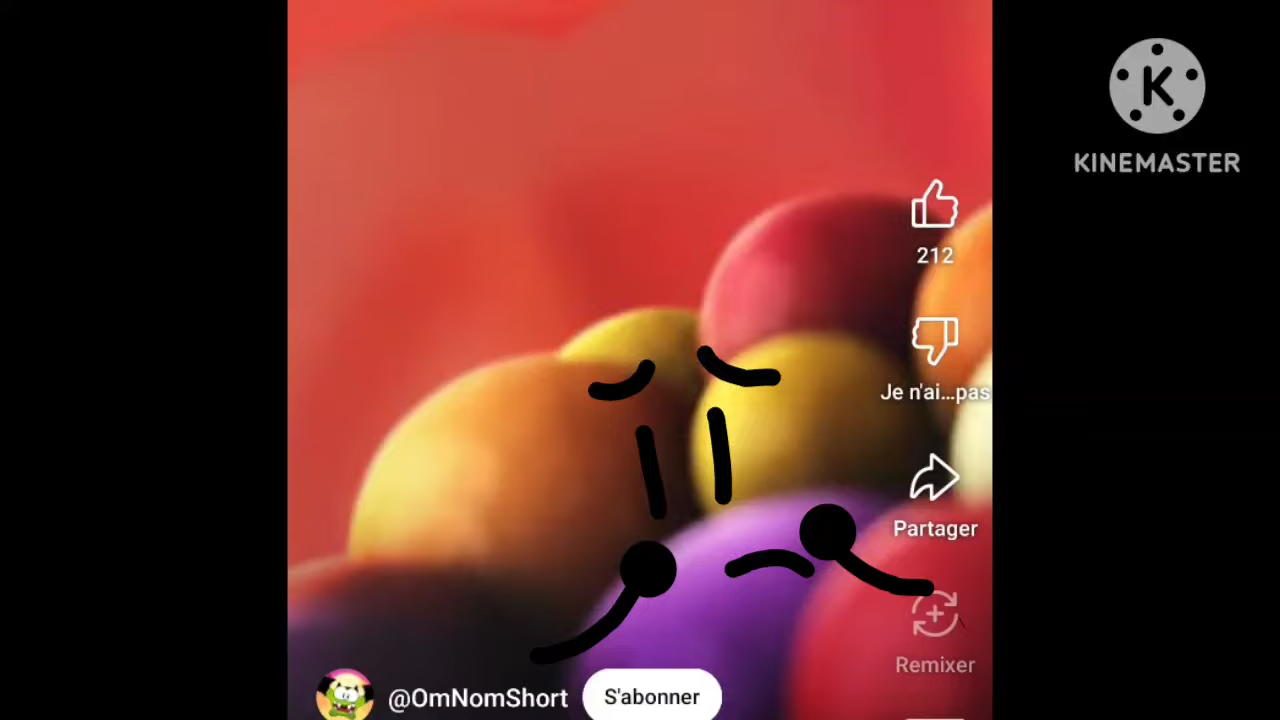 K
KINEMASTER
212
Je n'ai...pas
Partager
Remixer
@OmNomShort
S'abonner